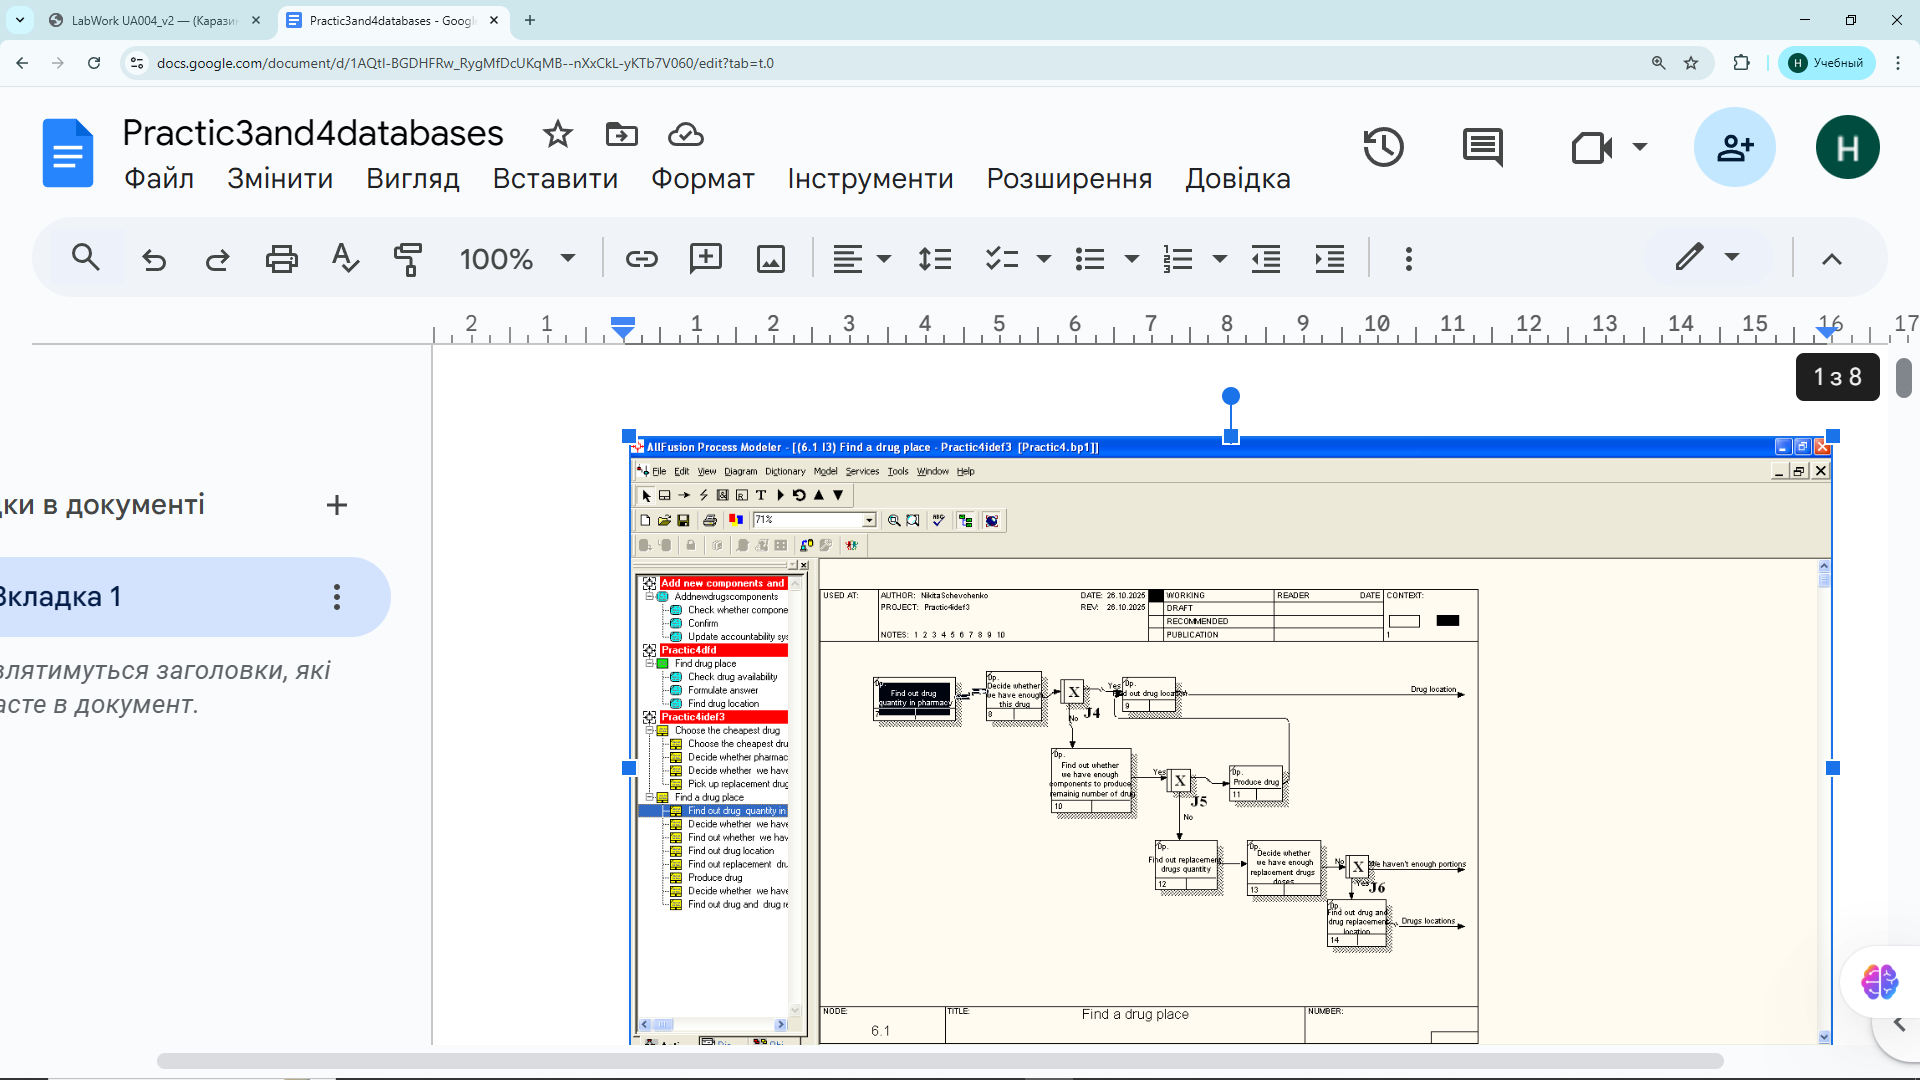 LabWork UA004_v2 — (Карази
Practic3and4databases - Googl
docs.google.com/document/d/1AQtI-BGDHFRw_RygMfDcUKqMB--nXxCkL-yKTb7V060/edit?tab=t.0
Н Учебный
Practic3and4databases
Н
Файл Змінити Вигляд Вставити Формат Інструменти Розширення Довідка
100%
2 1 1 2 3 4 5 6 7 8 9 10 11 12 13 14 15 16 17
1 з 8
ки в документі
Вкладка 1
влятимуться заголовки, які
асте в документ.
AllFusion Process Modeler - [(6.1 I3) Find a drug place - Practic4idef3 [Practic4.bp1]]
File Edit View Diagram Dictionary Model Services Tools Window Help
71%
Add new components and
Addnewdrugscomponents
Check whether compone
Confirm
Update accountability sys
Practic4dfd
Find drug place
Check drug availability
Formulate answer
Find drug location
Practic4idef3
Choose the cheapest drug
Choose the cheapest dru
Decide whether pharmac
Decide whether we have
Pick up replacement drug
Find a drug place
Find out drug quantity in
Decide whether we have
Find out whether we hav
Find out drug location
Find out replacement dru
Produce drug
Decide whether we have
Find out drug and drug re
USED AT:
AUTHOR: NikitaSchevchenko
DATE: 26.10.2025
PROJECT: Practic4idef3
REV: 26.10.2025
NOTES: 1 2 3 4 5 6 7 8 9 10
WORKING
DRAFT
RECOMMENDED
PUBLICATION
READER
DATE
CONTEXT:
1
Find out drug
quantity in pharmacy
7
Op.
Decide whether
we have enough
this drug
8
X
J4
Yes
No
Op.
Find out drug location
9
Drug location
Op.
Find out whether
we have enough
components to produce
remainig number of drug
10
Yes
X
J5
No
Op.
Produce drug
11
Op.
Find out replacement
drugs quantity
12
Op.
Decide whether
we have enough
replacement drugs
doses
13
No
X
J6
Yes
We haven't enough portions
Op.
Find out drug and
drug replacement
location
14
Drugs locations
NODE:
6.1
TITLE:
Find a drug place
NUMBER: